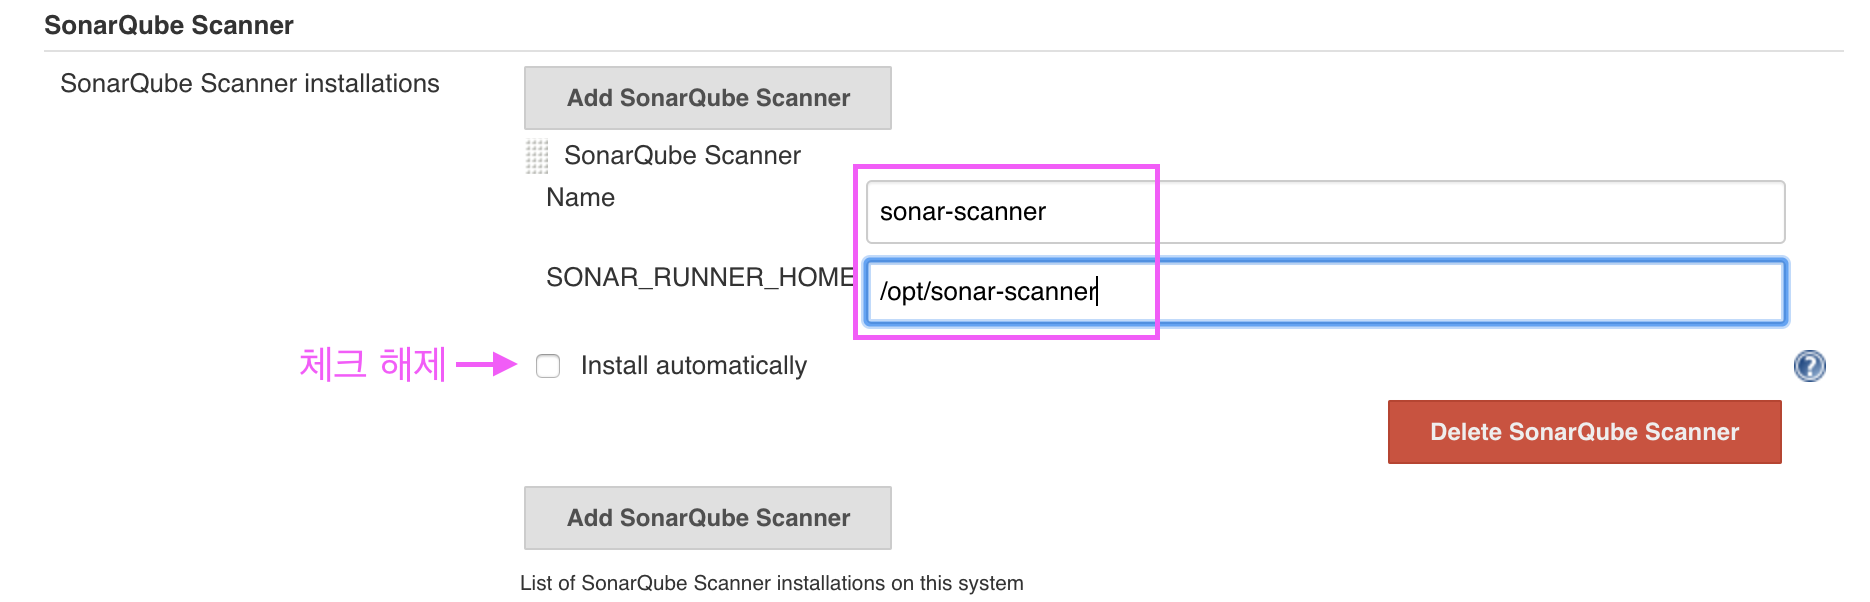 SonarQube Scanner
SonarQube Scanner installations
Add SonarQube Scanner
SonarQube Scanner
Name
sonar-scanner
SONAR_RUNNER_HOME
/opt/sonar-scanner
체크 해제
Install automatically
?
Delete SonarQube Scanner
Add SonarQube Scanner
List of SonarQube Scanner installations on this system